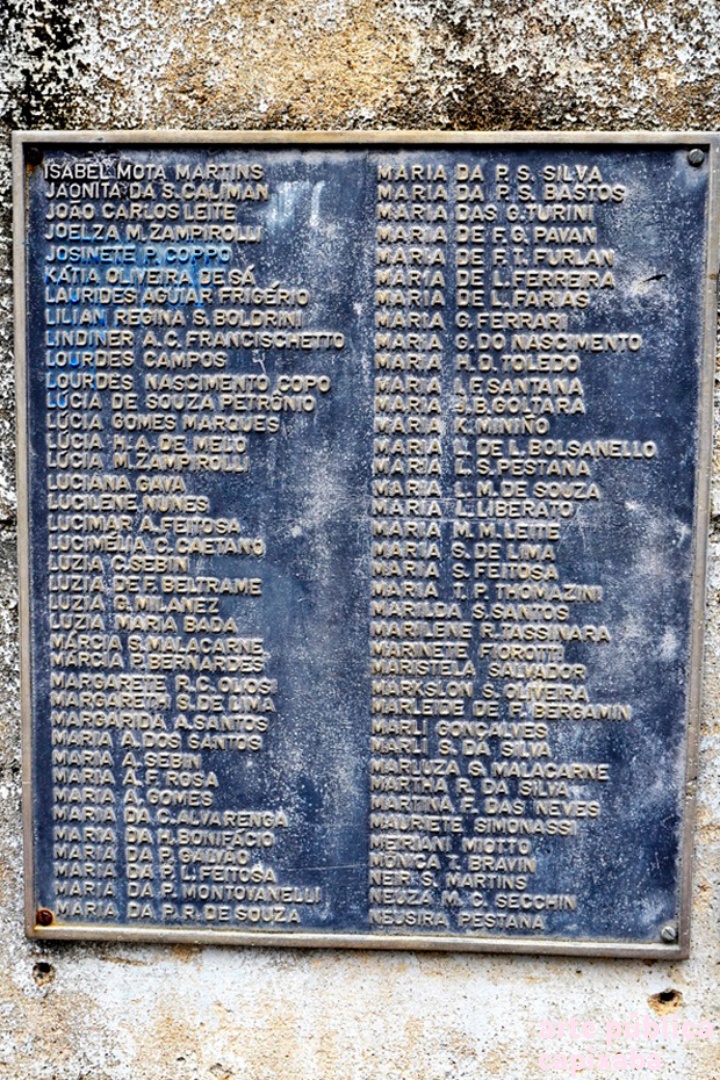 ISABEL MOTA MARTINS
JAONITA DA S. CALIMAN
JOÃO CARLOS LEITE
JOELZA M. ZAMPIROLLI
JOSINETE P. COPPO
KÁTIA OLIVEIRA DE SÁ
LAURIDES AGUIAR FRIGÉRIO
LILIAN REGINA S. BOLDRINI
LINDINER A.C. FRANCISCHETTO
LOURDES CAMPOS
LOURDES NASCIMENTO COPO
LÚCIA DE SOUZA PETRÔNIO
LÚCIA GOMES MARQUES
LÚCIA H. A. DE MELO
LÚCIA M. ZAMPIROLLI
LUCIANA GAVA
LUCILENE NUNES
LUCIMAR A. FEITOSA
LUCIMÉLIA C. CAETANO
LUZIA C. SEBIN
LUZIA DE F. BELTRAME
LUZIA G. MILANEZ
LUZIA MARIA BADA
MÁRCIA S. MALACARNE
MÁRCIA P. BERNARDES
MARGARETE R. C. OLIOSI
MARGARETH S. DE LIMA
MARGARIDA A. SANTOS
MARIA A. DOS SANTOS
MARIA A. SEBIN
MARIA A. F. ROSA
MARIA A. GOMES
MARIA DA C. ALVARENGA
MARIA DA H. BONIFÁCIO
MARIA DA P. GALVÃO
MARIA DA P. L. FEITOSA
MARIA DA P. MONTOVANELLI
MARIA DA P. R. DE SOUZA
MARIA DA P. S. SILVA
MARIA DA P. S. BASTOS
MARIA DAS G. TURINI
MARIA DE F. G. PAVAN
MARIA DE F. T. FURLAN
MARIA DE L. FERREIRA
MARIA DE L. FARIAS
MARIA G. FERRARI
MARIA G. DO NASCIMENTO
MARIA H. D. TOLEDO
MARIA I. F. SANTANA
MARIA GOLTARA
MARIA K. MINIÑO
MARIA L. DE L. BOLSANELLO
MARIA L. S. PESTANA
MARIA L. M. DE SOUZA
MARIA L. LIBERATO
MARIA M. M. LEITE
MARIA S. DE LIMA
MARIA S. FEITOSA
MARIA T. P. THOMAZINI
MARILDA S. SANTOS
MARILENE R. TASSINARA
MARINETE FIOROTTI
MARISTELA SALVADOR
MARKSLON S. OLIVEIRA
MARLEIDE DE F. BERGAMIN
MARLI GONÇALVES
MARLI S. DA SILVA
MARLUZA S. MALACARNE
MARTHA R. DA SILVA
MARTINA F. DAS NEVES
MAURIETE SIMONASSI
MEIRIANI MIOTTO
MÔNICA Z. BRAVIN
NEIR S. MARTINS
NEUZA M. C. SECCHIN
NEUSIRA PESTANA
arte pública
capixaba